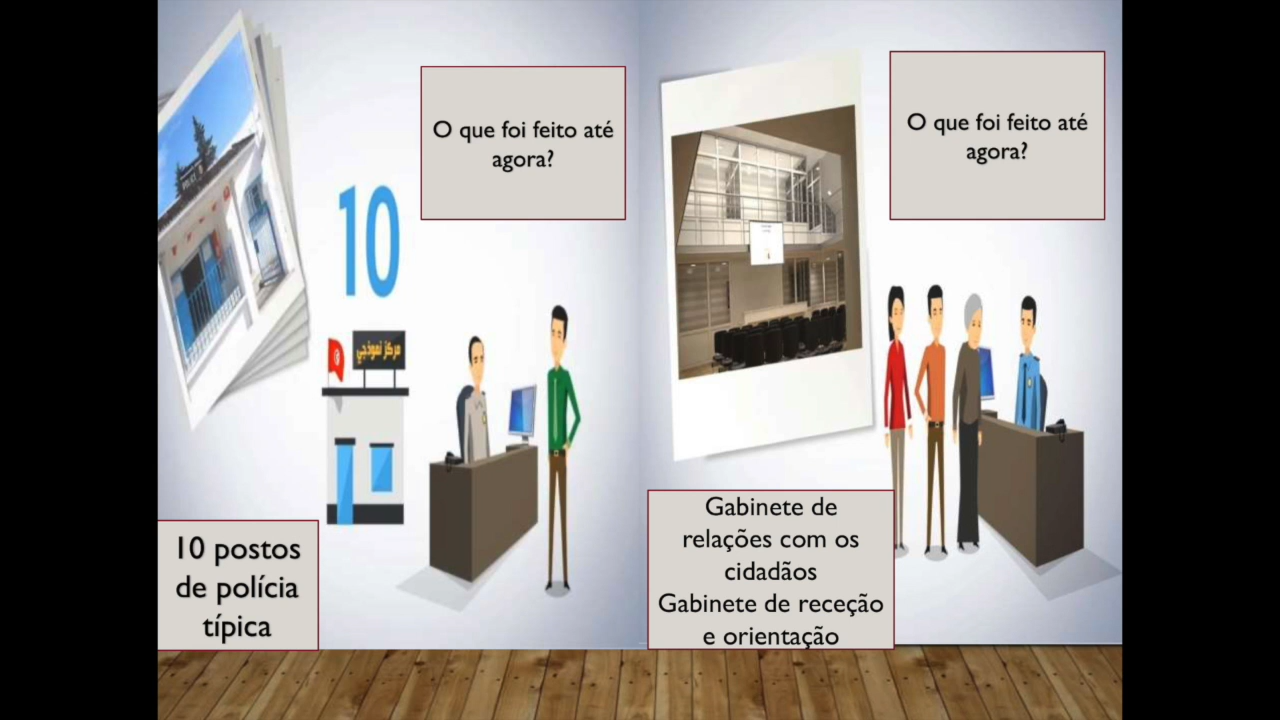 O que foi feito até
agora?
10
مركز نموذجي
10 postos
de polícia
típica
O que foi feito até
agora?
Gabinete de
relações com os
cidadãos
Gabinete de receção
e orientação